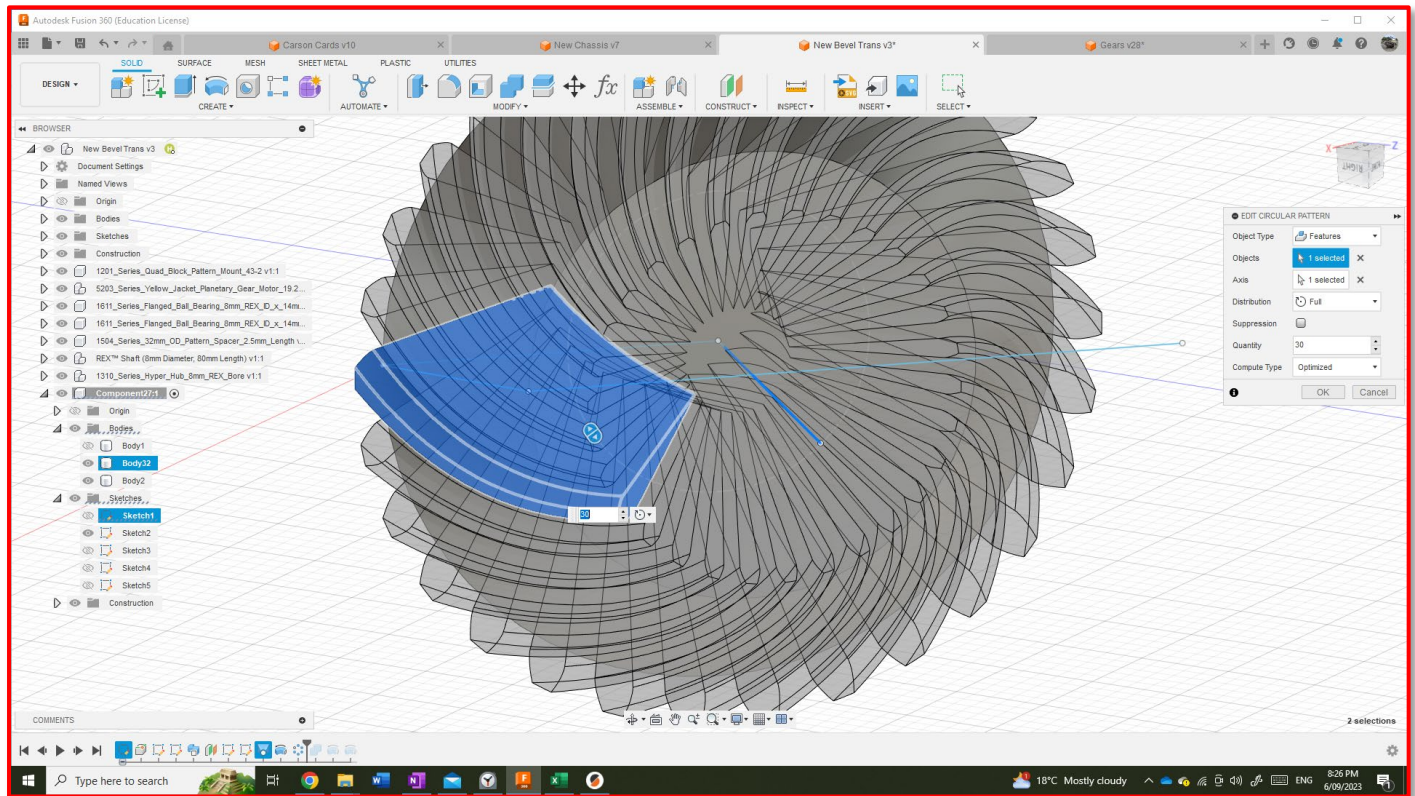 Autodesk Fusion 360 (Education License)
Carson Cards v10
New Chassis v7
New Bevel Trans v3*
Gears v28*
SOLID SURFACE MESH SHEET METAL PLASTIC UTILITIES
DESIGN
CREATE AUTOMATE MODIFY ASSEMBLE CONSTRUCT INSPECT INSERT SELECT
BROWSER
New Bevel Trans v3
Document Settings
Named Views
Origin
Bodies
Sketches
Construction
1201_Series_Quad_Block_Pattern_Mount_43-2 v1:1
5203_Series_Yellow_Jacket_Planetary_Gear_Motor_19.2...
1611_Series_Flanged_Ball_Bearing_8mm_REX_ID_x_14m...
1611_Series_Flanged_Ball_Bearing_8mm_REX_ID_x_14m...
1504_Series_32mm_OD_Pattern_Spacer_2.5mm_Length \...
REX™ Shaft (8mm Diameter, 80mm Length) v1:1
1310_Series_Hyper_Hub_8mm_REX_Bore v1:1
Component27:1
Origin
Bodies
Body1
Body32
Body2
Sketches
Sketch1
Sketch2
Sketch3
Sketch4
Sketch5
Construction
X
Z
RIGHT
EDIT CIRCULAR PATTERN
Object Type Features
Objects 1 selected
Axis 1 selected
Distribution Full
Suppression
Quantity 30
Compute Type Optimized
OK Cancel
30
COMMENTS
2 selections
Type here to search
18°C Mostly cloudy
ENG
8:26 PM
6/09/2023